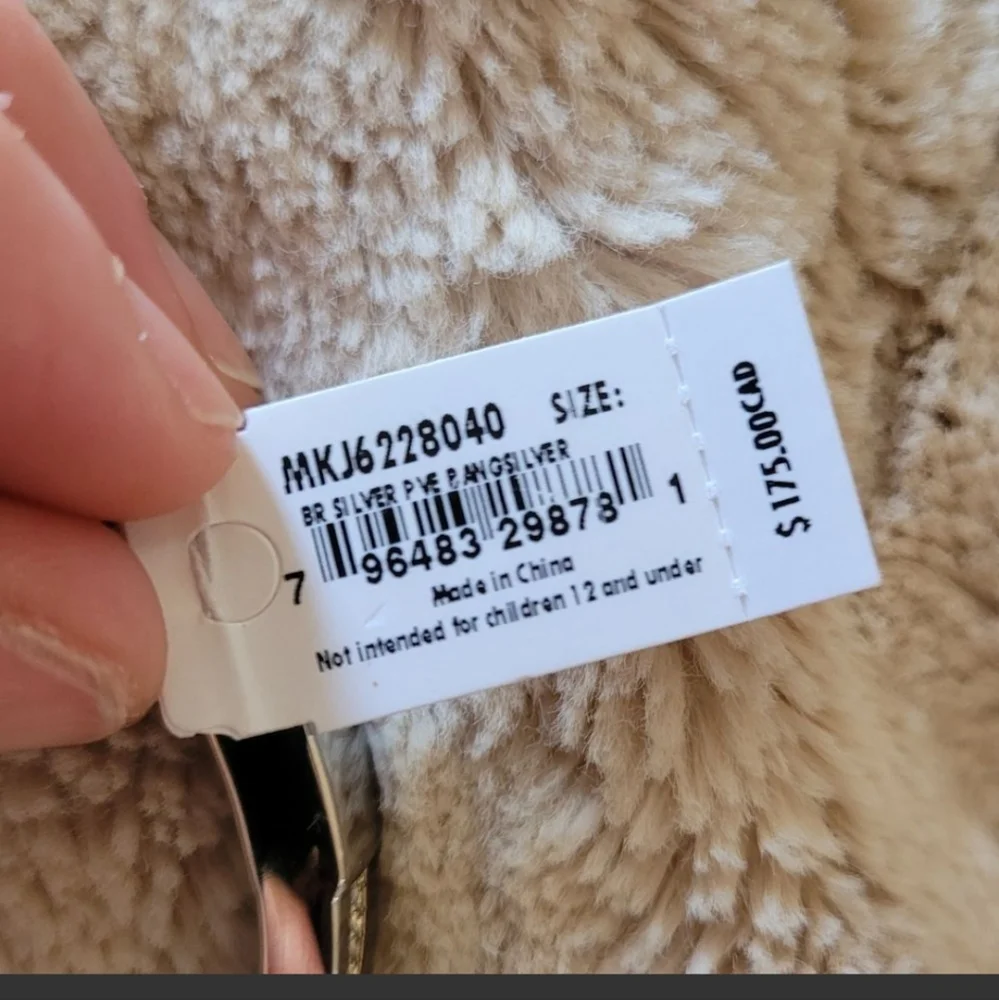 MKJ6228040 SIZE:
BR SILVER PVE BANGSILVER
7 96483 29878 1
Made in China
Not intended for children 12 and under
$ 175.00CAD